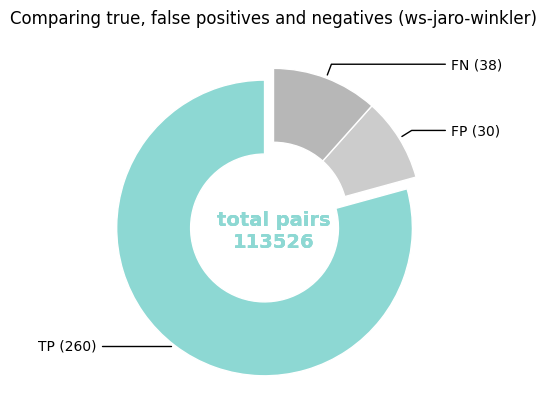 Comparing true, false positives and negatives (ws-jaro-winkler)
FN (38)
FP (30)
total pairs
113526
TP (260)